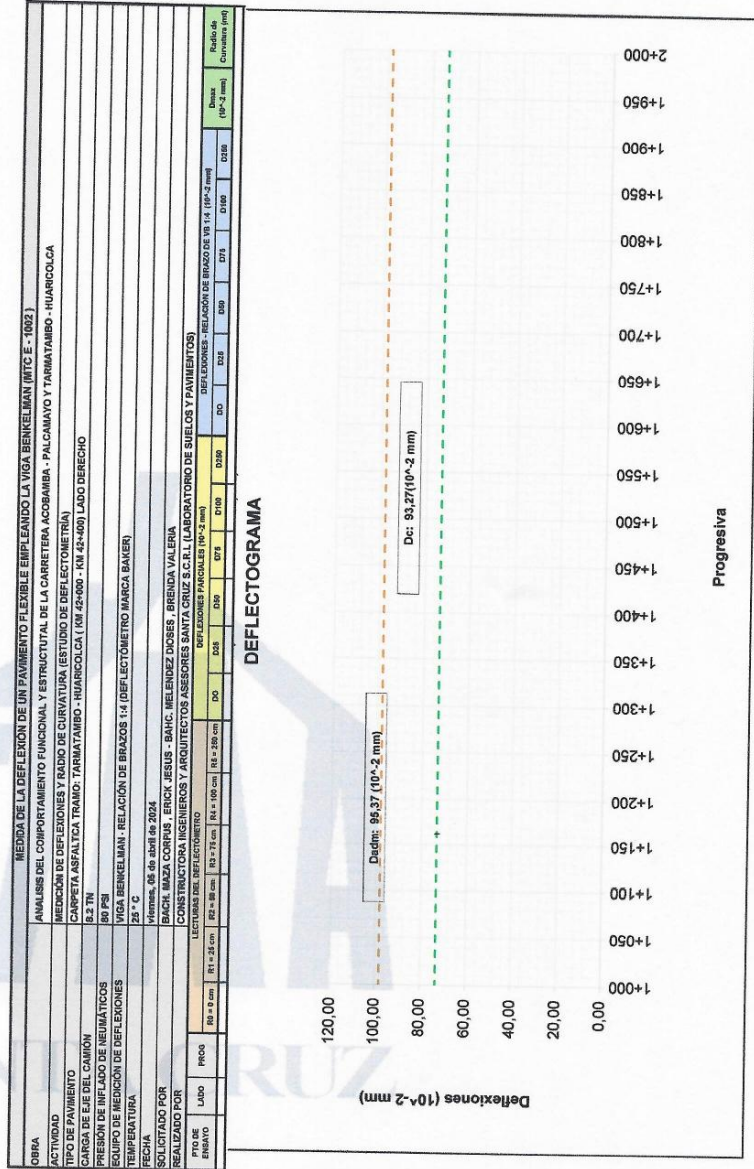 MEDIDA DE LA DEFLEXIÓN DE UN PAVIMENTO FLEXIBLE EMPLEANDO LA VIGA BENKELMAN (MTC E - 1002 )
OBRA ANALISIS DEL COMPORTAMIENTO FUNCIONAL Y ESTRUCTUTAL DE LA CARRETERA ACOBAMBA - PALCAMAYO Y TARMATAMBO - HUARICOLCA
ACTIVIDAD MEDICIÓN DE DEFLEXIONES Y RADIO DE CURVATURA (ESTUDIO DE DEFLECTOMETRÍA)
TIPO DE PAVIMENTO CARPETA ASFALTICA TRAMO: TARMATAMBO - HUARICOLCA ( KM 42+000 - KM 42+400) LADO DERECHO
CARGA DE EJE DEL CAMIÓN 8.2 TN
PRESIÓN DE INFLADO DE NEUMÁTICOS 80 PSI
EQUIPO DE MEDICIÓN DE DEFLEXIONES VIGA BENKELMAN - RELACIÓN DE BRAZOS 1:4 (DEFLECTÓMETRO MARCA BAKER)
TEMPERATURA 25 ° C
FECHA viernes, 05 de abril de 2024
SOLICITADO POR BACH. MAZA CORPUS , ERICK JESUS - BAHC. MELENDEZ DIOSES , BRENDA VALERIA
REALIZADO POR CONSTRUCTORA INGENIEROS Y ARQUITECTOS ASESORES SANTA CRUZ S.C.R.L (LABORATORIO DE SUELOS Y PAVIMENTOS)
PTO DE ENSAYO LADO PROG LECTURAS DEL DEFLECTÓMETRO DEFLEXIONES PARCIALES (10^-2 mm) DEFLEXIONES - RELACIÓN DE BRAZO DE VB 1:4 (10^-2 mm) Dmax (10^-2 mm) Radio de Curvatura (mt)
R0 = 0 cm R1 = 25 cm R2 = 50 cm R3 = 75 cm R4 = 100 cm R5 = 250 cm DO D25 D50 D75 D100 D250 DO D25 D50 D75 D100 D250
DEFLECTOGRAMA
Deflexiones (10^-2 mm)
120,00
100,00
80,00
60,00
40,00
20,00
0,00
Dadm: 95,37 (10^-2 mm)
Dc: 93,27(10^-2 mm)
1+000 1+050 1+100 1+150 1+200 1+250 1+300 1+350 1+400 1+450 1+500 1+550 1+600 1+650 1+700 1+750 1+800 1+850 1+900 1+950 2+000
Progresiva
NTA CRUZ